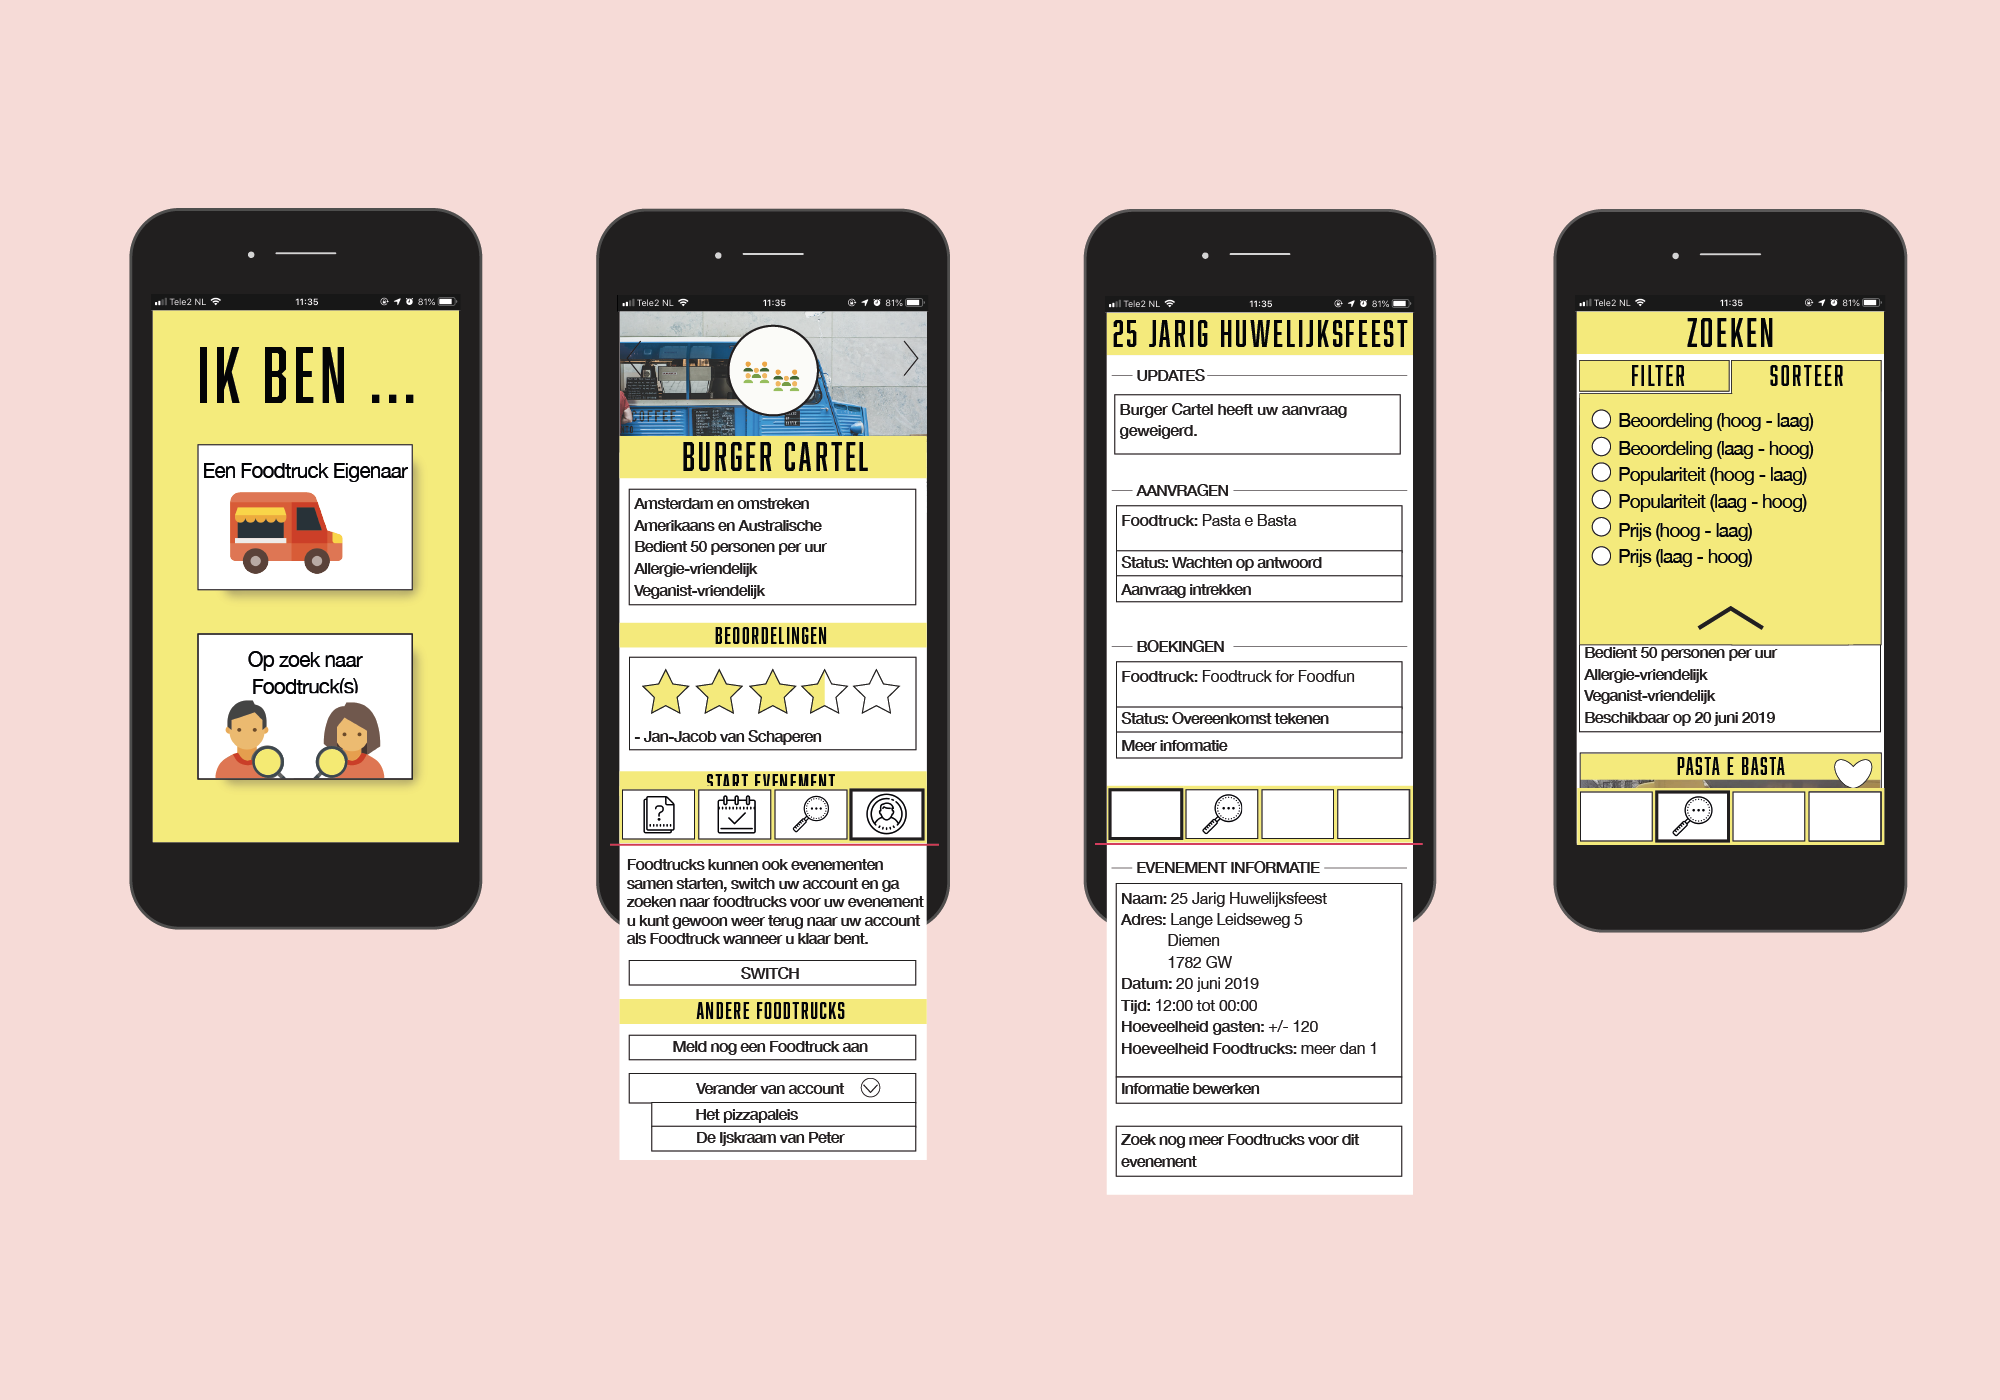 Tele2 NL
11:35
81%
IK BEN ...
Een Foodtruck Eigenaar
Op zoek naar
Foodtruck(s)
Tele2 NL
11:35
81%
COFFEE
BURGER CARTEL
Amsterdam en omstreken
Amerikaans en Australische
Bedient 50 personen per uur
Allergie-vriendelijk
Veganist-vriendelijk
BEOORDELINGEN
- Jan-Jacob van Schaperen
START EVENEMENT
?
Foodtrucks kunnen ook evenementen
samen starten, switch uw account en ga
zoeken naar foodtrucks voor uw evenement
u kunt gewoon weer terug naar uw account
als Foodtruck wanneer u klaar bent.
SWITCH
ANDERE FOODTRUCKS
Meld nog een Foodtruck aan
Verander van account
Het pizzapaleis
De Ijskraam van Peter
Tele2 NL
11:35
81%
25 JARIG HUWELIJKSFEEST
UPDATES
Burger Cartel heeft uw aanvraag
geweigerd.
AANVRAGEN
Foodtruck: Pasta e Basta
Status: Wachten op antwoord
Aanvraag intrekken
BOEKINGEN
Foodtruck: Foodtruck for Foodfun
Status: Overeenkomst tekenen
Meer informatie
EVENEMENT INFORMATIE
Naam: 25 Jarig Huwelijksfeest
Adres: Lange Leidseweg 5
Diemen
1782 GW
Datum: 20 juni 2019
Tijd: 12:00 tot 00:00
Hoeveelheid gasten: +/- 120
Hoeveelheid Foodtrucks: meer dan 1
Informatie bewerken
Zoek nog meer Foodtrucks voor dit
evenement
Tele2 NL
11:35
81%
ZOEKEN
FILTER
SORTEER
Beoordeling (hoog - laag)
Beoordeling (laag - hoog)
Populariteit (hoog - laag)
Populariteit (laag - hoog)
Prijs (hoog - laag)
Prijs (laag - hoog)
Bedient 50 personen per uur
Allergie-vriendelijk
Veganist-vriendelijk
Beschikbaar op 20 juni 2019
PASTA E BASTA